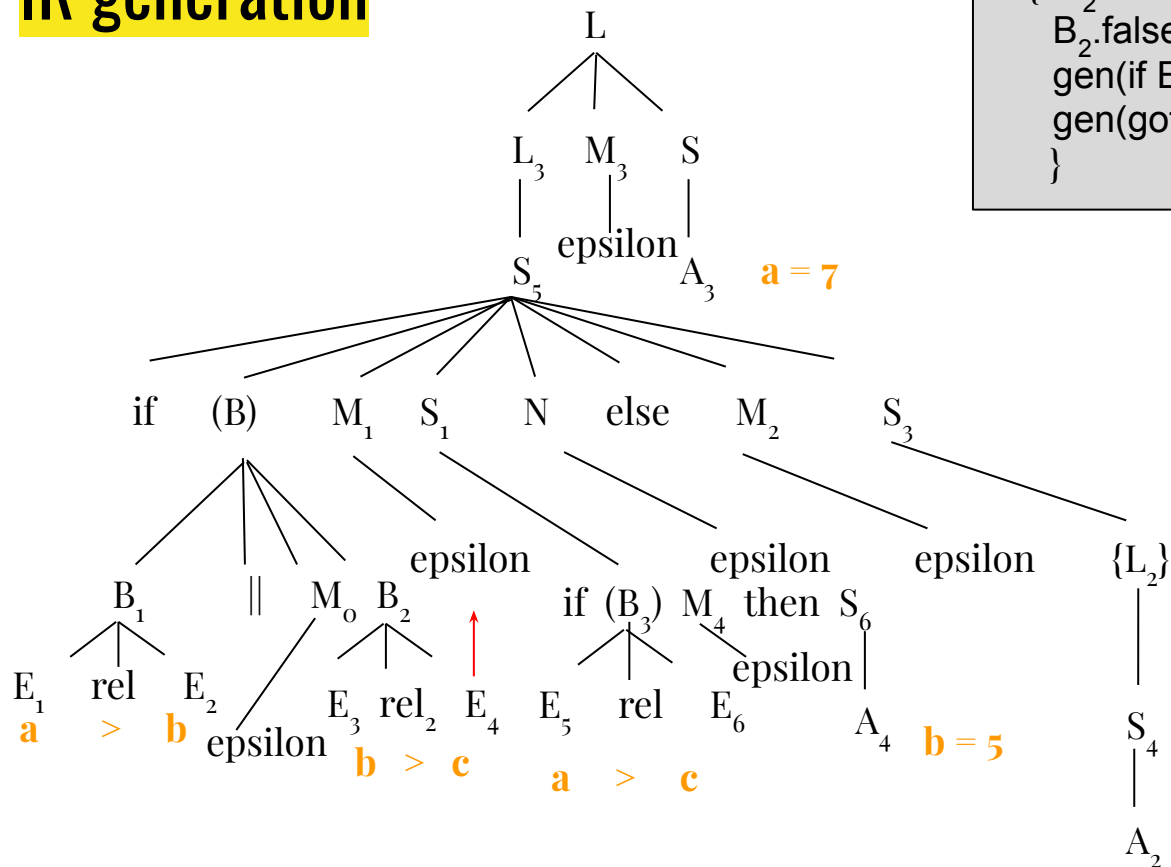 IR generation
B₂.false
gen(if
gen(
}
L
L₃ M₃ S
epsilon
S₅ A₃ a = 7
if (B) M₁ S₁ N else M₂ S₃
epsilon epsilon epsilon {L₂}
B₁ || M₀ B₂ if (B₃) M₄ then S₆
epsilon
E₁ rel E₂ E₃ rel₂ E₄ E₅ rel E₆ A₄ S₄
a > b epsilon b > c a > c b = 5
A₂